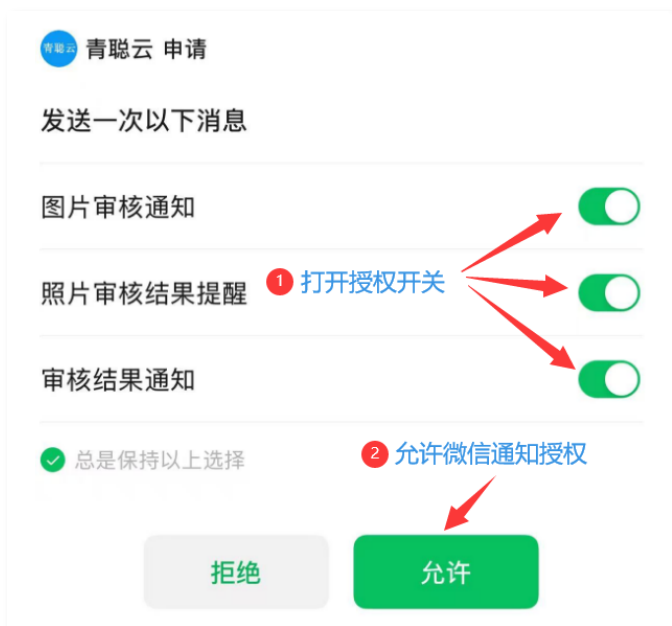 青聪云 青聪云 申请
发送一次以下消息
图片审核通知
照片审核结果提醒
1 打开授权开关
审核结果通知
总是保持以上选择
2 允许微信通知授权
拒绝
允许